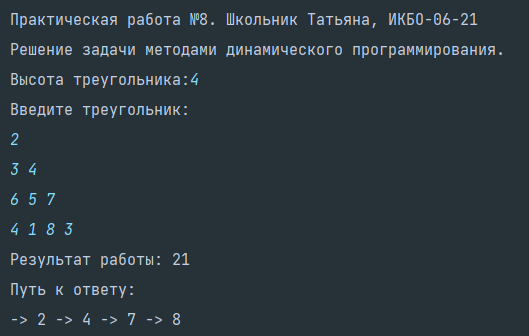 Практическая работа №8. Школьник Татьяна, ИКБО-06-21
Решение задачи методами динамического программирования.
Высота треугольника:4
Введите треугольник:
2
3 4
6 5 7
4 1 8 3
Результат работы: 21
Путь к ответу:
-> 2 -> 4 -> 7 -> 8